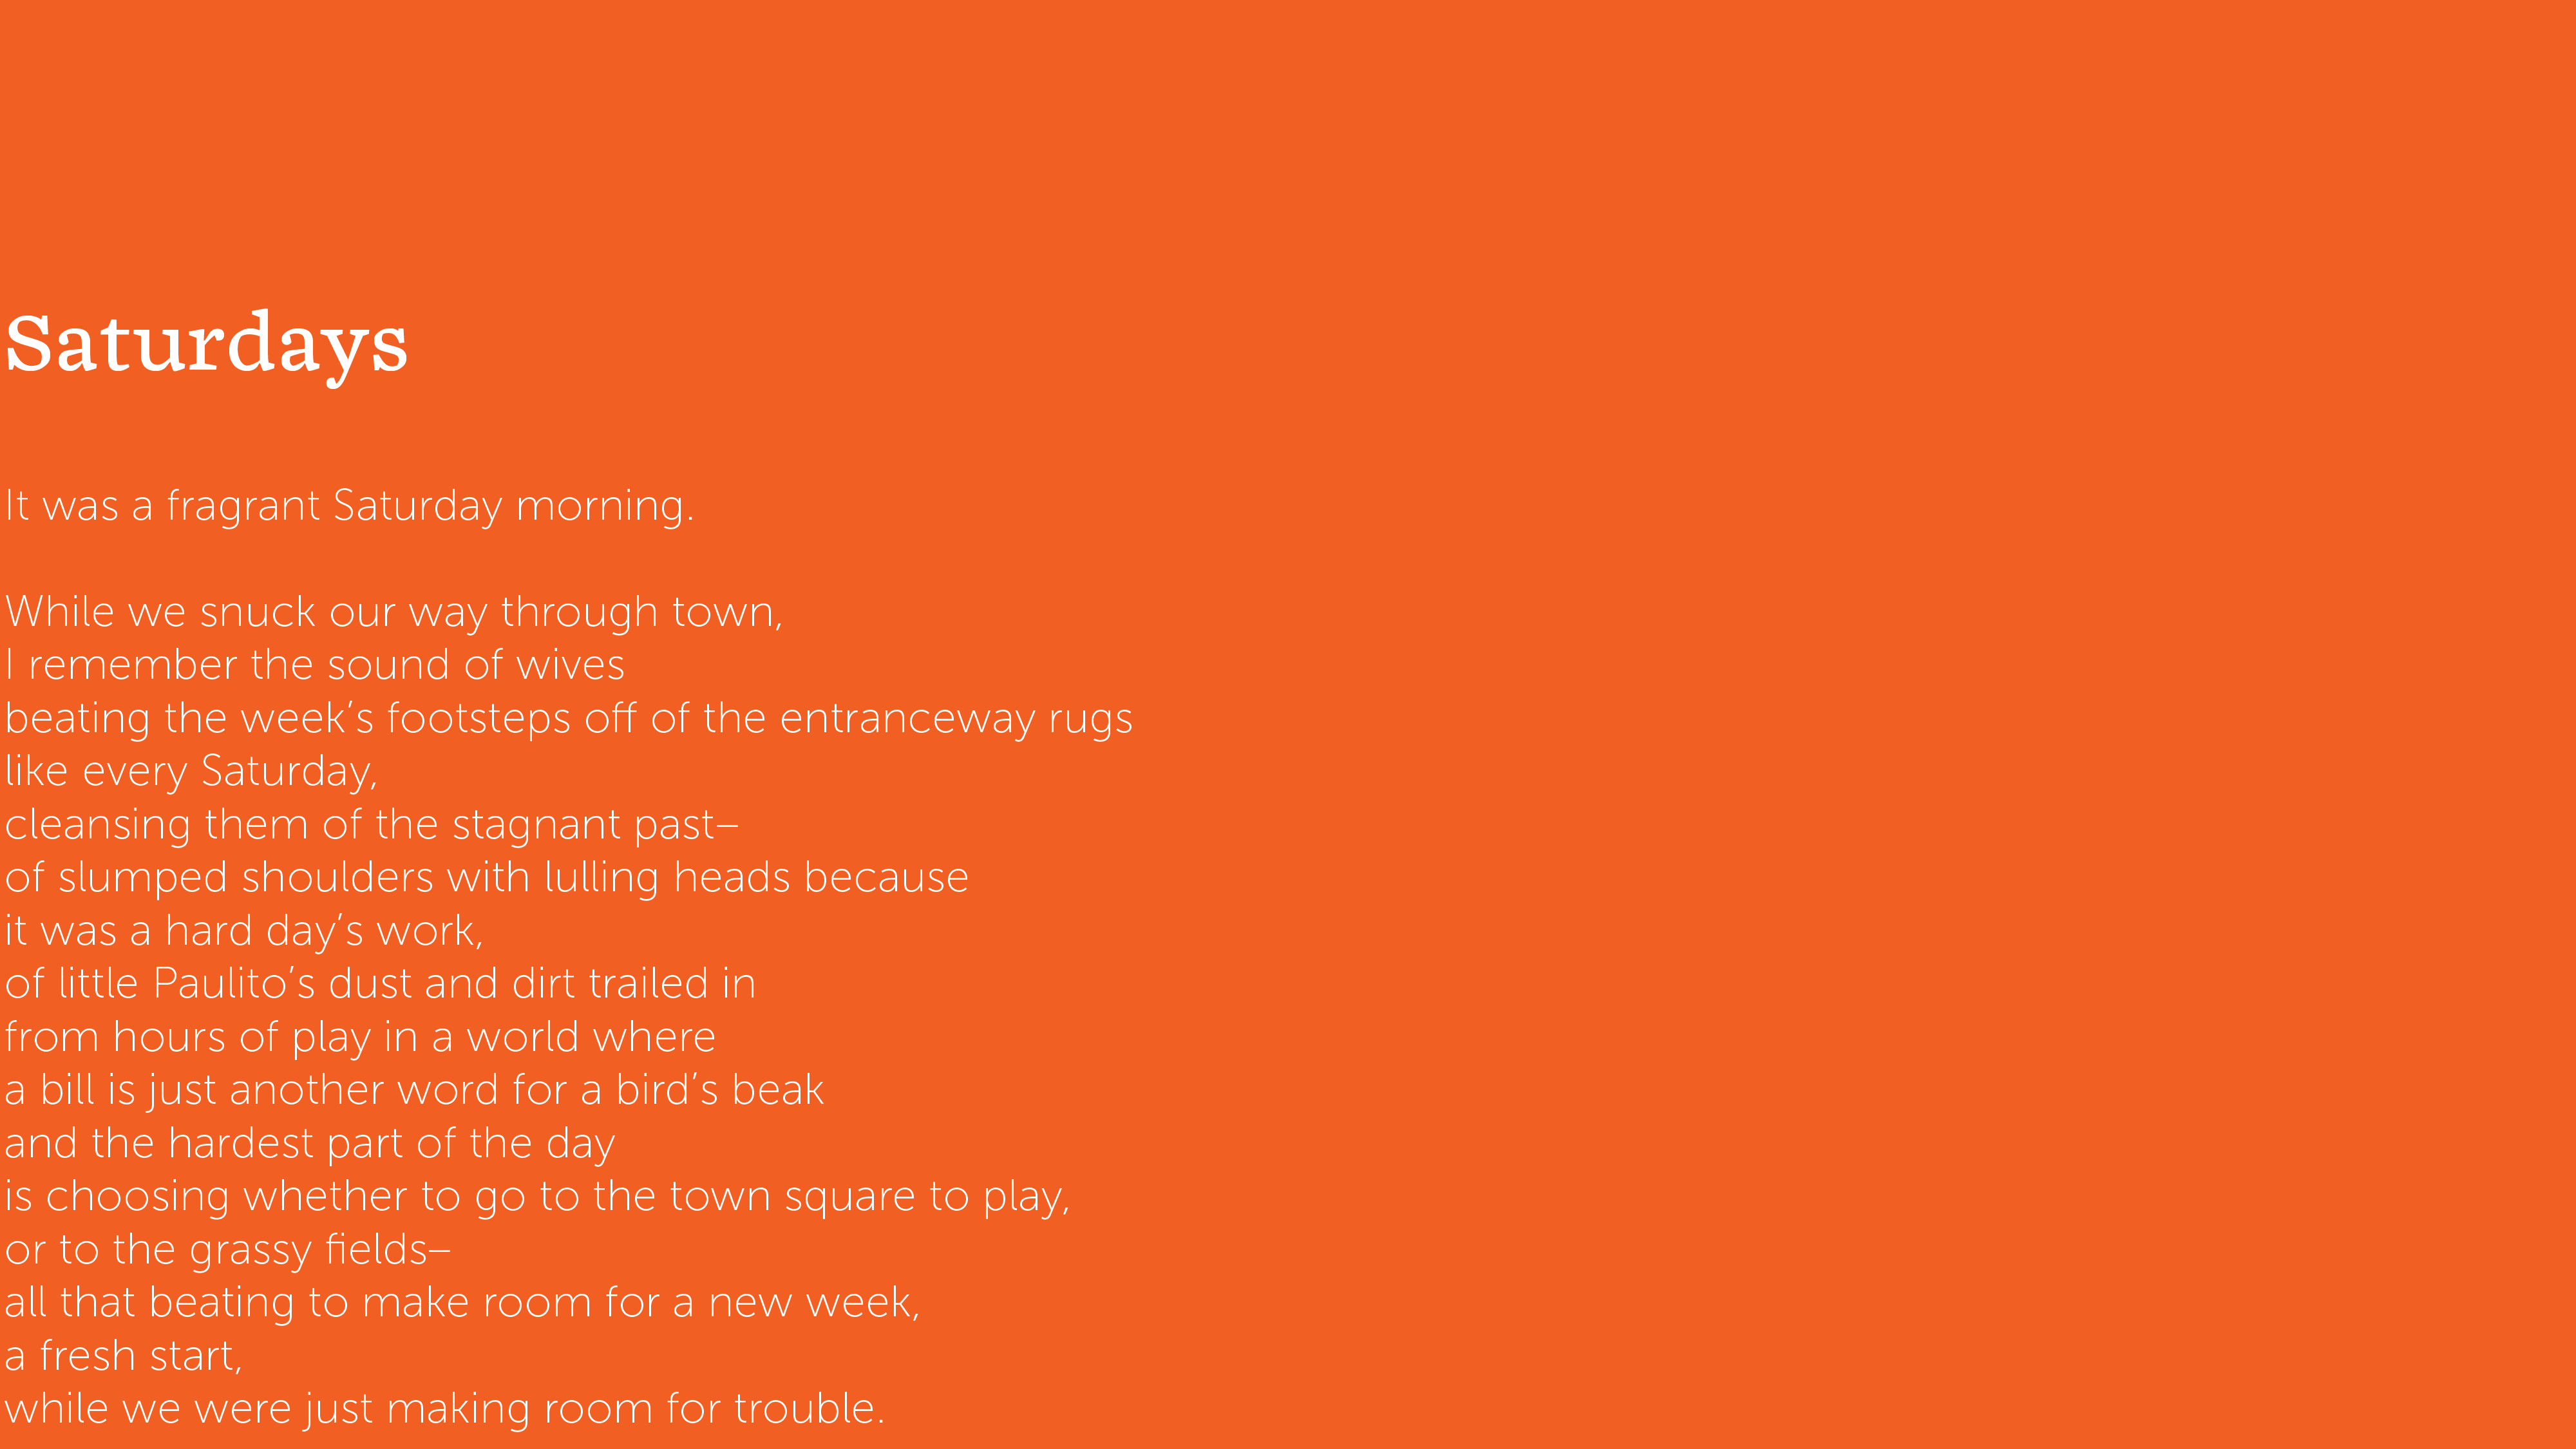 Saturdays
It was a fragrant Saturday morning.
While we snuck our way through town,
I remember the sound of wives
beating the week’s footsteps off of the entranceway rugs
like every Saturday,
cleansing them of the stagnant past–
of slumped shoulders with lulling heads because
it was a hard day’s work,
of little Paulito’s dust and dirt trailed in
from hours of play in a world where
a bill is just another word for a bird’s beak
and the hardest part of the day
is choosing whether to go to the town square to play,
or to the grassy fields–
all that beating to make room for a new week,
a fresh start,
while we were just making room for trouble.